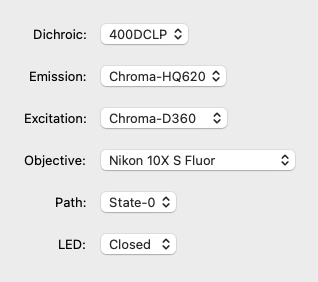 Dichroic: 400DCLP
Emission: Chroma-HQ620
Excitation: Chroma-D360
Objective: Nikon 10X S Fluor
Path: State-0
LED: Closed